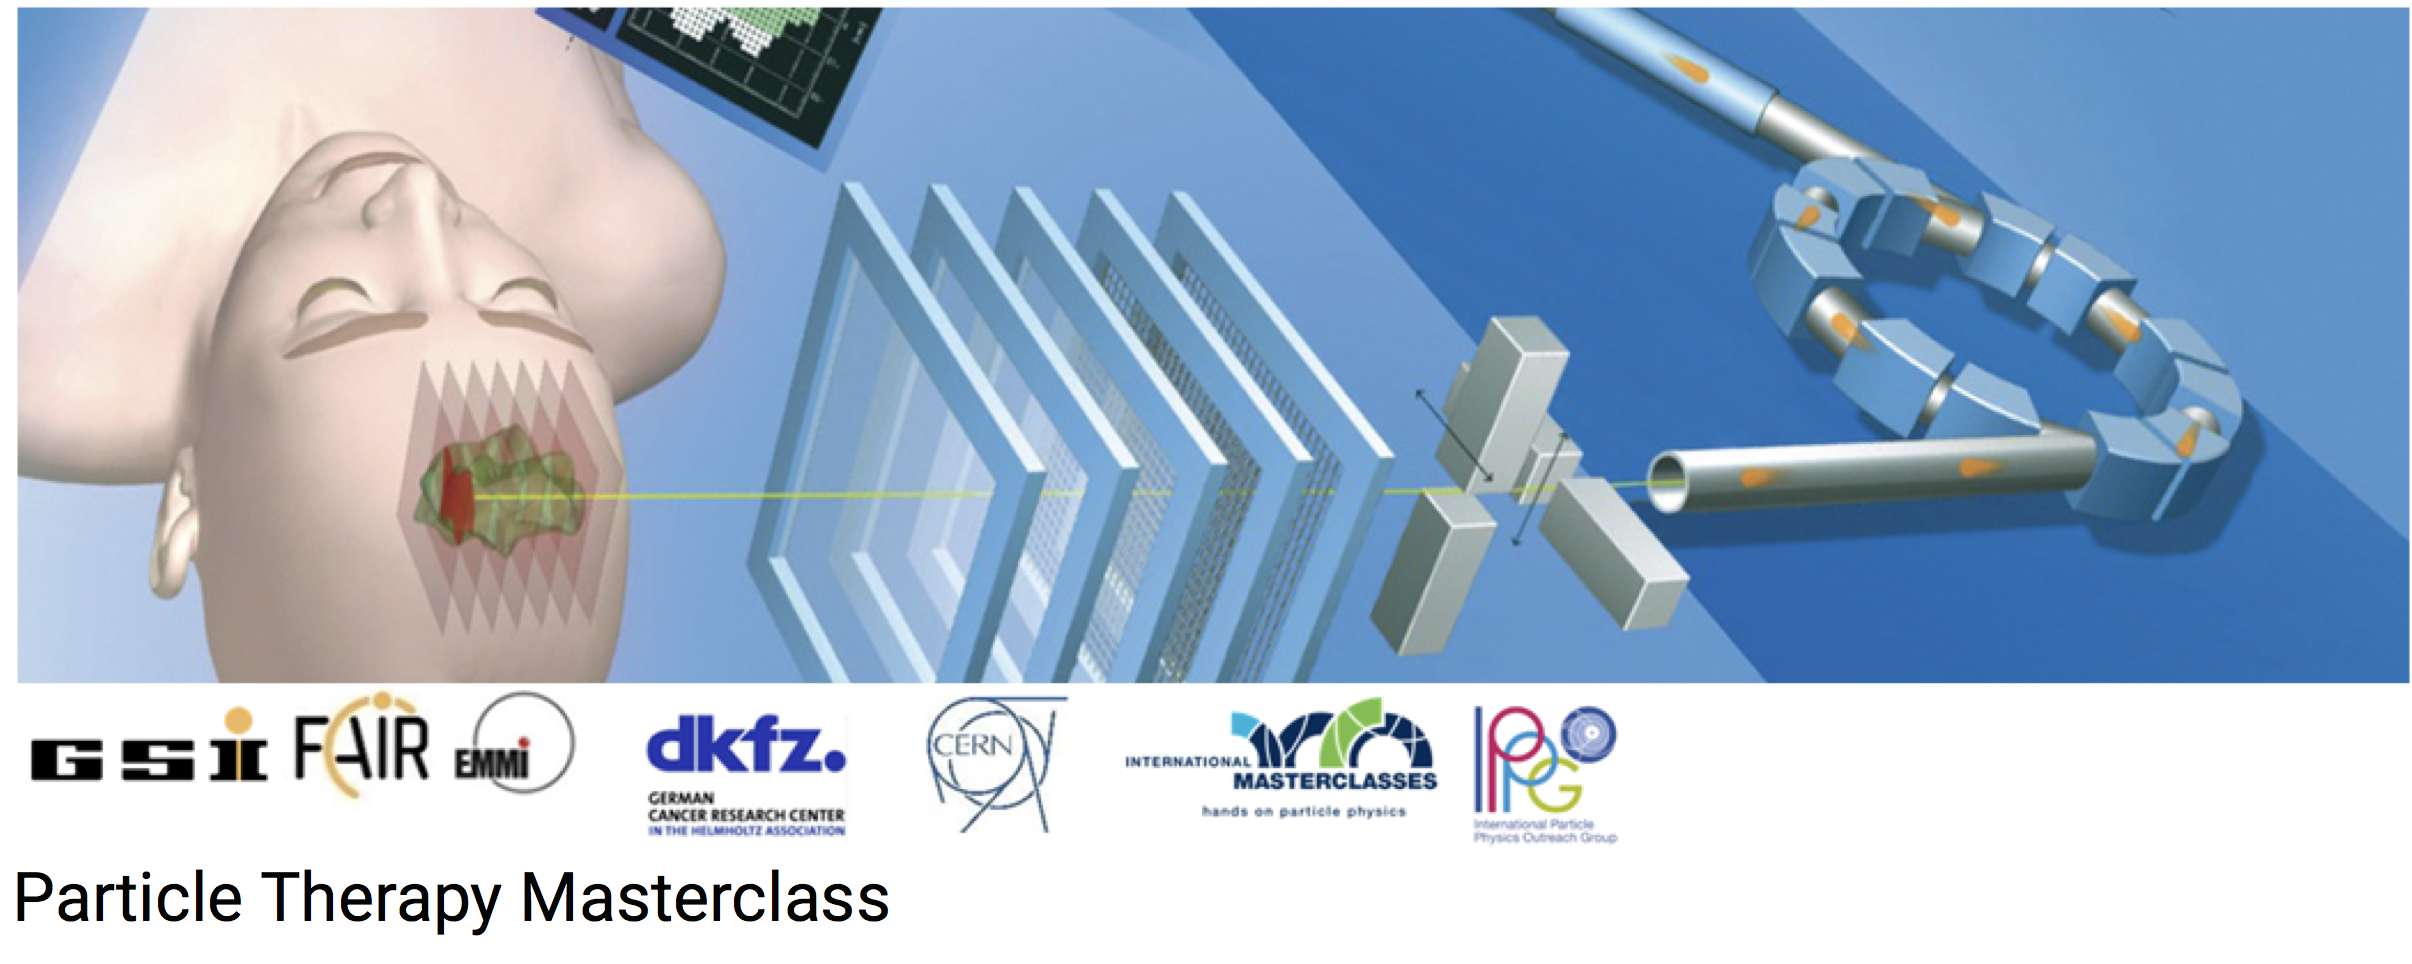 GSI FAIR EMMI
dkfz.
GERMAN
CANCER RESEARCH CENTER
IN THE HELMHOLTZ ASSOCIATION
CERN
INTERNATIONAL
MASTERCLASSES
hands on particle physics
IPPOG
International Particle
Physics Outreach Group
Particle Therapy Masterclass